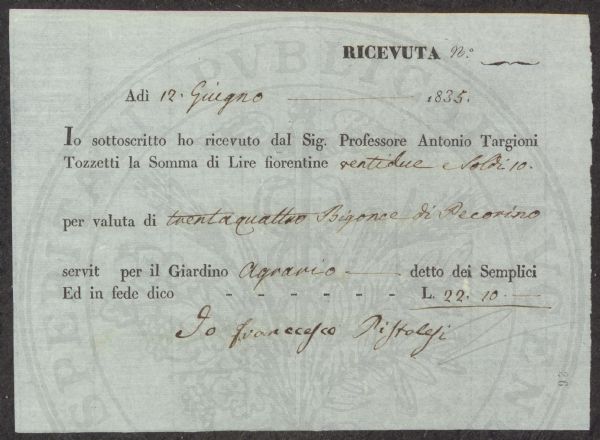 RICEVUTA N.°
Adì 12. Giugno 1835.
Io sottoscritto ho ricevuto dal Sig. Professore Antonio Targioni
Tozzetti la Somma di Lire fiorentine ventidue e Soldi 10.
per valuta di trentaquattro Bigonce di Pecorino
servit per il Giardino Agrario detto dei Semplici
Ed in fede dico - - - - - - L. 22. 10.
Io Francesco Pistolesi
26